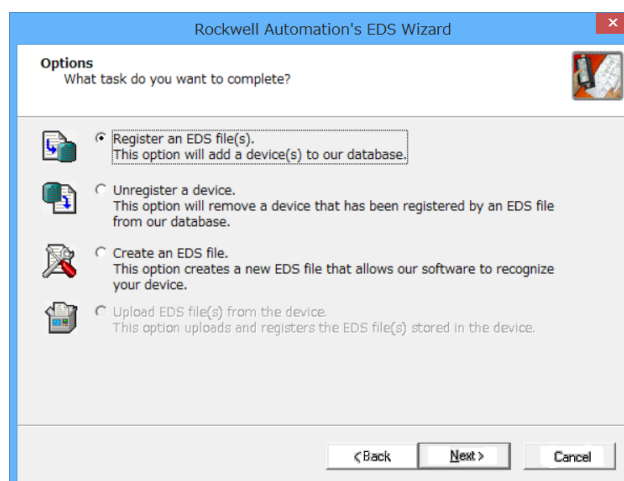 Rockwell Automation's EDS Wizard
Options
What task do you want to complete?
Register an EDS file(s).
This option will add a device(s) to our database.
Unregister a device.
This option will remove a device that has been registered by an EDS file
from our database.
Create an EDS file.
This option creates a new EDS file that allows our software to recognize
your device.
Upload EDS file(s) from the device.
This option uploads and registers the EDS file(s) stored in the device.
<Back
Next >
Cancel